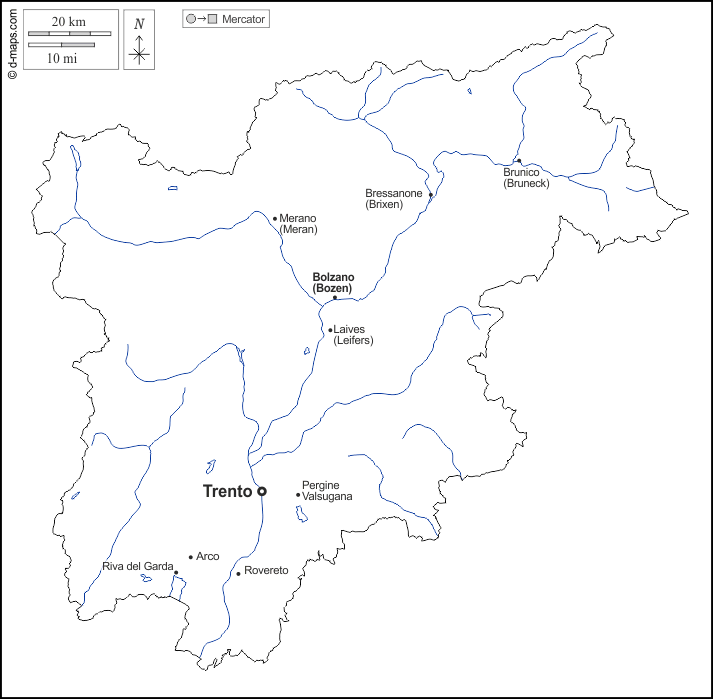 © d-maps.com
20 km
10 mi
N
Mercator
Brunico
(Bruneck)
Bressanone
(Brixen)
Merano
(Meran)
Bolzano
(Bozen)
Laives
(Leifers)
Trento
Pergine
Valsugana
Arco
Riva del Garda
Rovereto